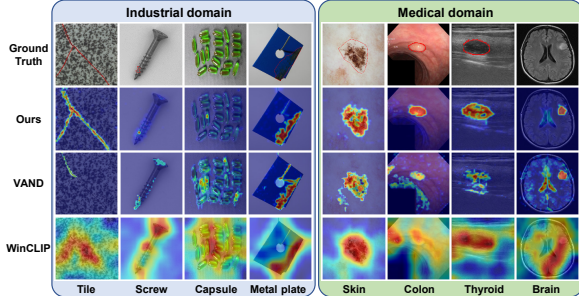 Industrial domain
Medical domain
Ground Truth
Ours
VAND
WinCLIP
Tile
Screw
Capsule
Metal plate
Skin
Colon
Thyroid
Brain